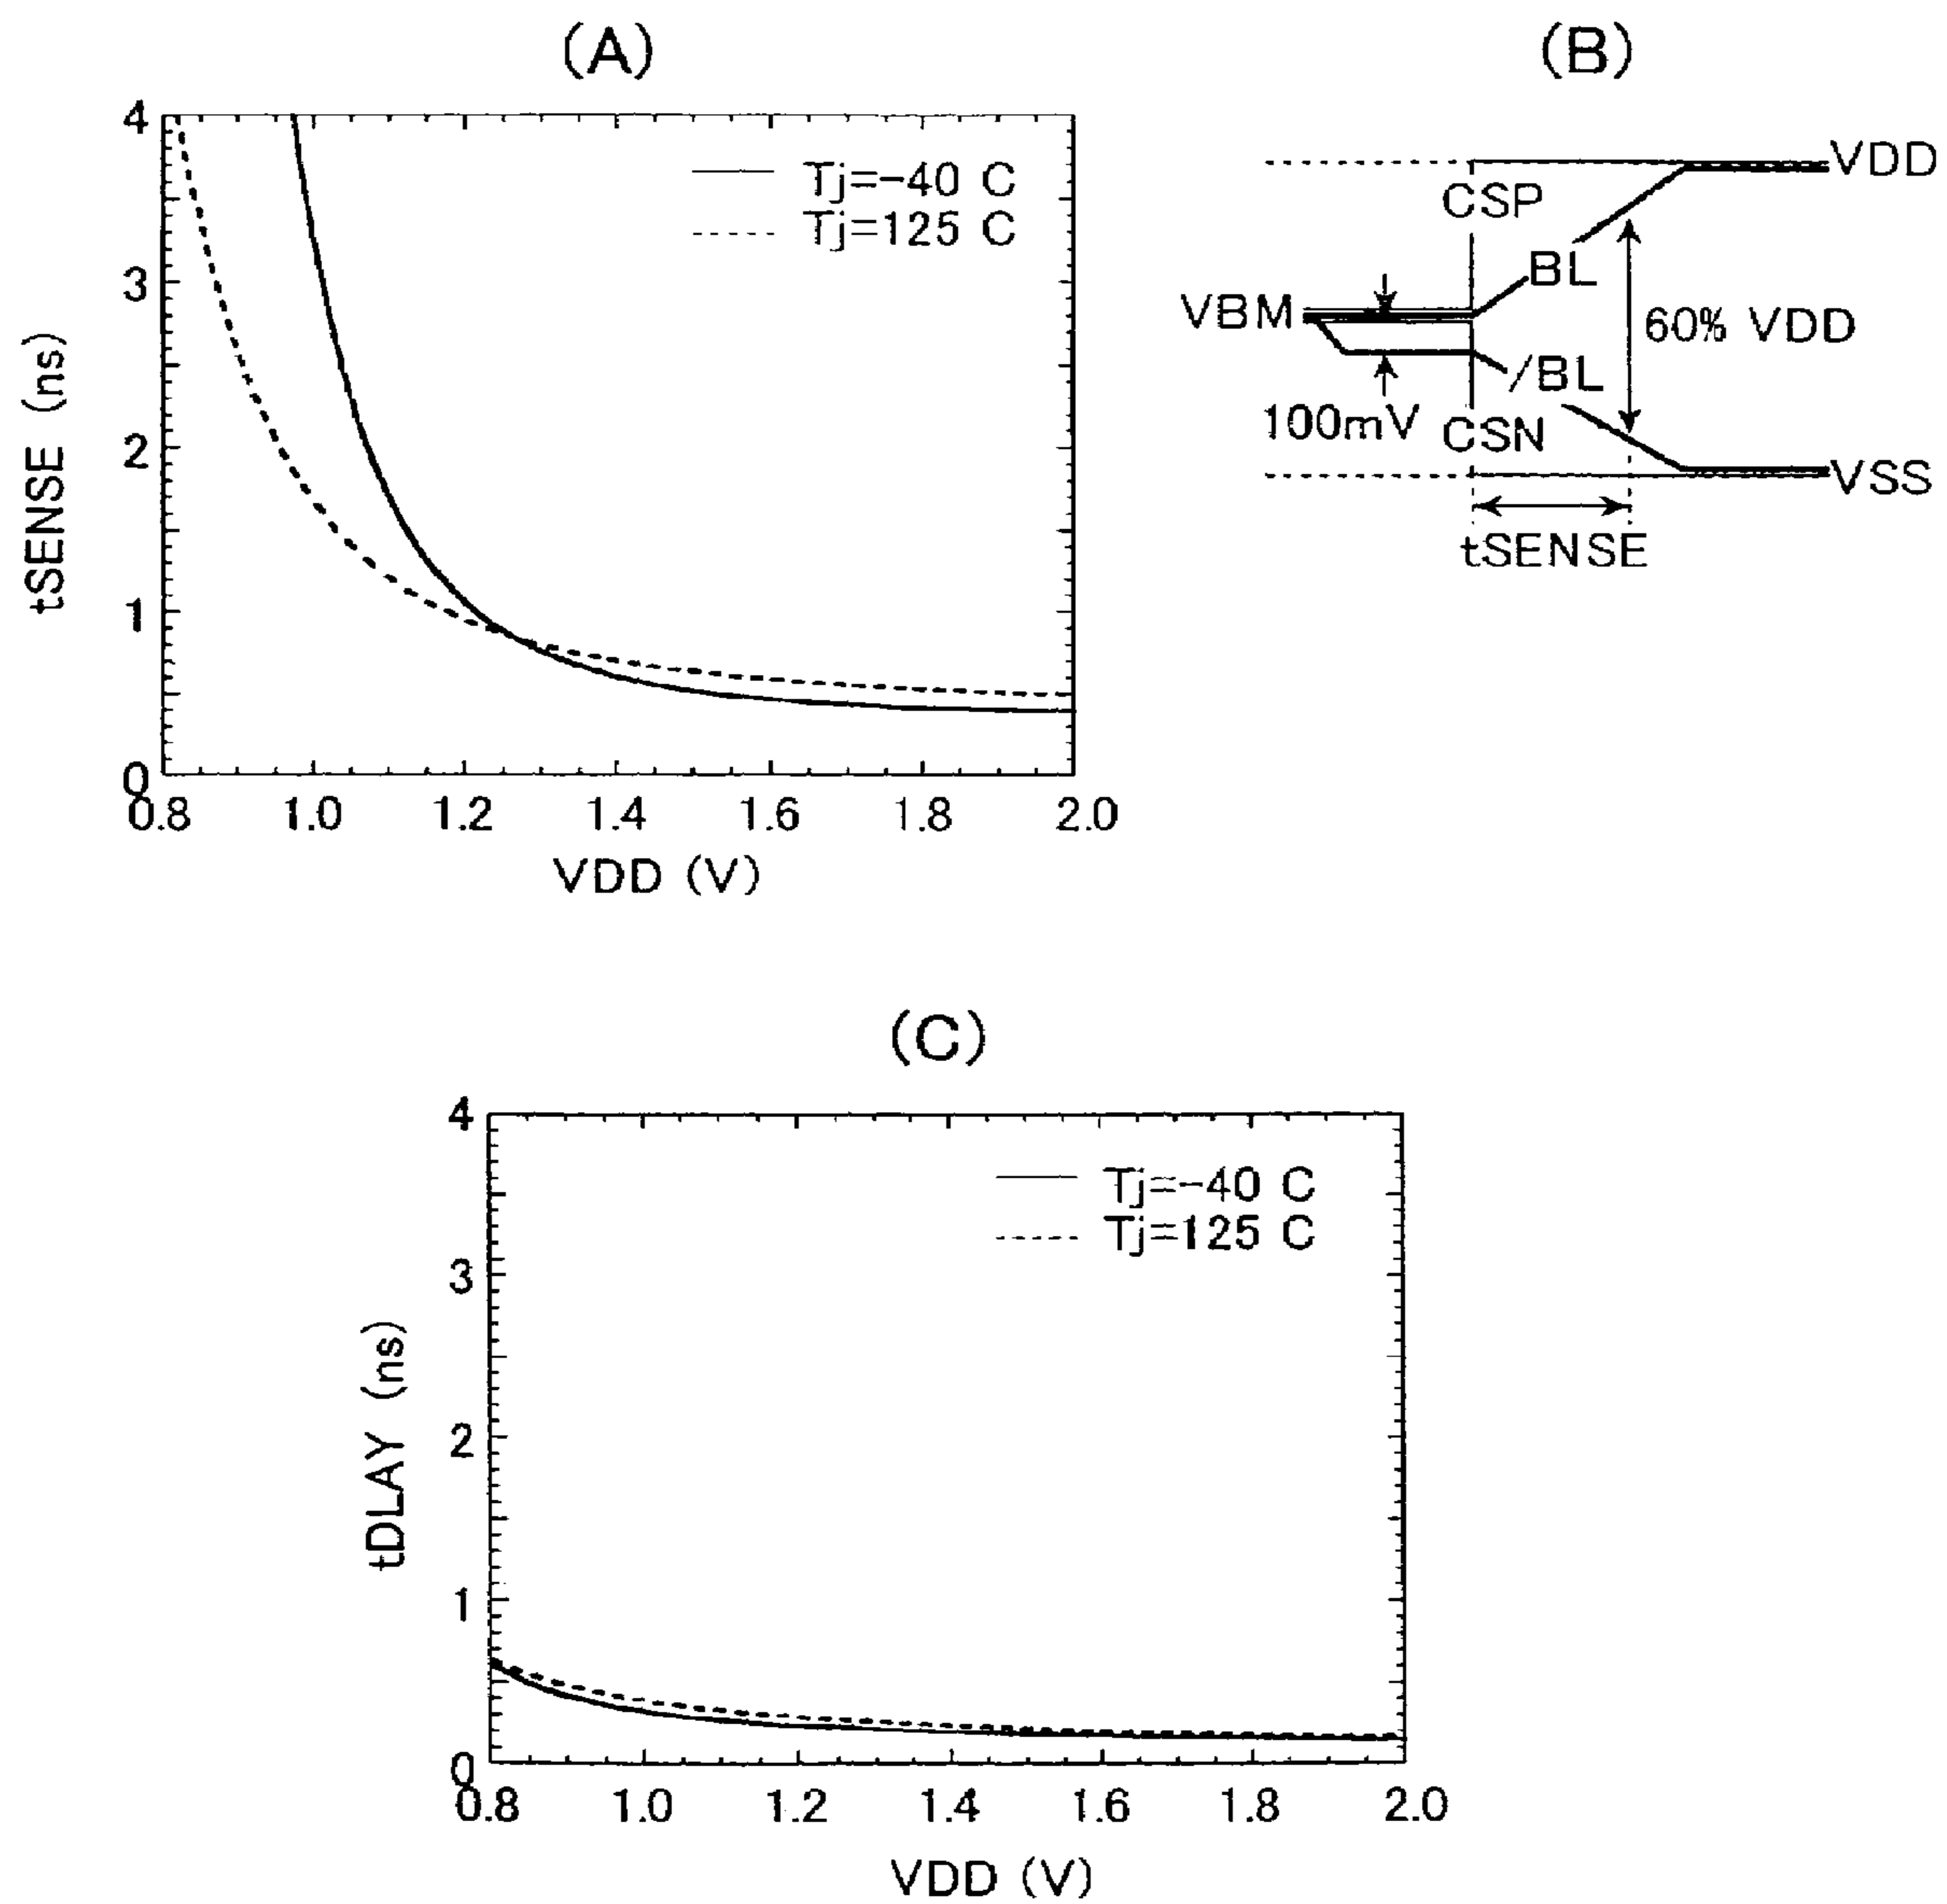 (A)
4
3
2
1
0
tSENSE (ns)
Tj=-40 C
Tj=125 C
0.8 1.0 1.2 1.4 1.6 1.8 2.0
VDD (V)
(B)
VDD
CSP
BL
VBM
60% VDD
/BL
100mV
CSN
VSS
tSENSE
(C)
4
3
2
1
0
tDLAY (ns)
Tj=-40 C
Tj=125 C
0.8 1.0 1.2 1.4 1.6 1.8 2.0
VDD (V)